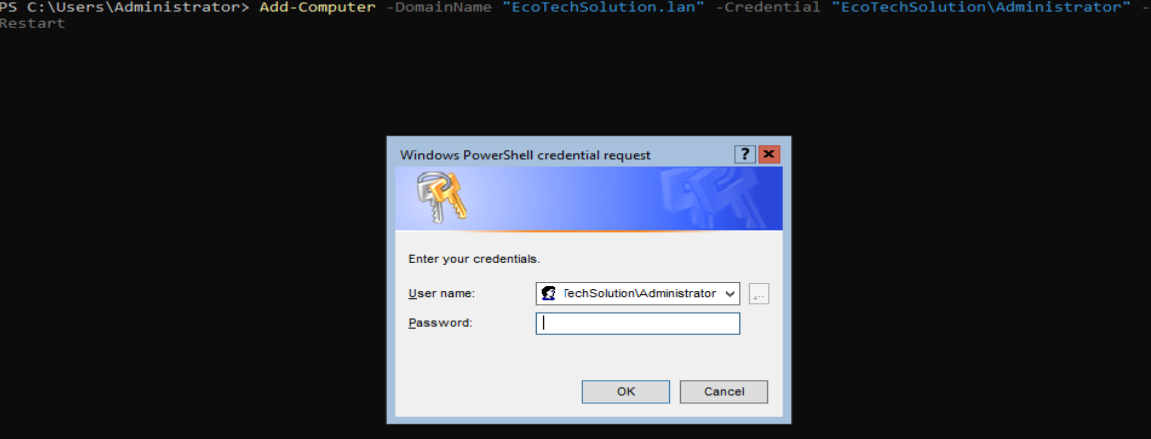 PS C:\Users\Administrator> Add-Computer -DomainName "EcoTechSolution.lan" -Credential "EcoTechSolution\Administrator" -
Restart
Windows PowerShell credential request
Enter your credentials.
User name:
TechSolution\Administrator
...
Password:
OK
Cancel